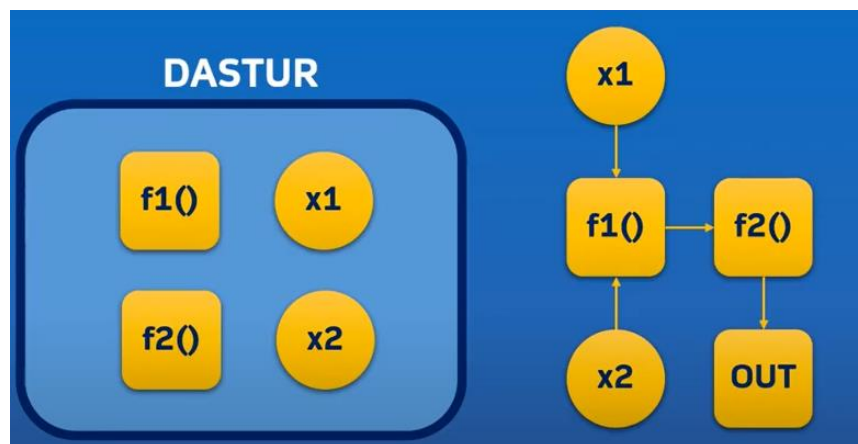 DASTUR
f1()
x1
f2()
x2
x1
f1()
f2()
x2
OUT